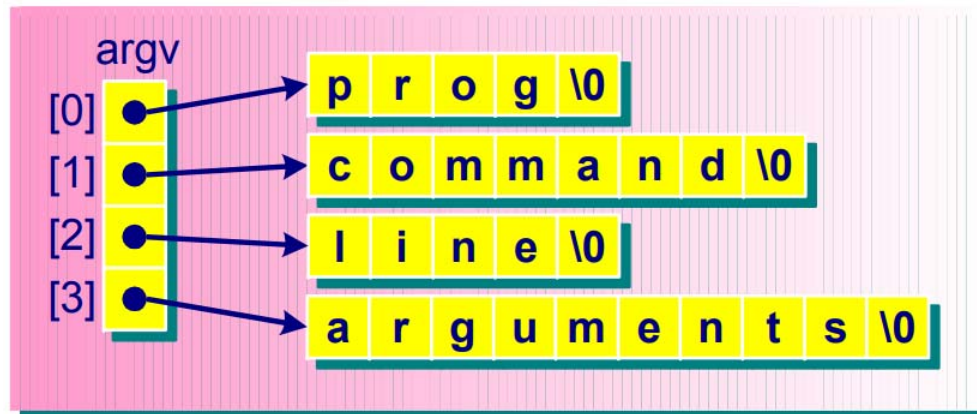 argv
[0] p r o g \0
[1] c o m m a n d \0
[2] l i n e \0
[3] a r g u m e n t s \0